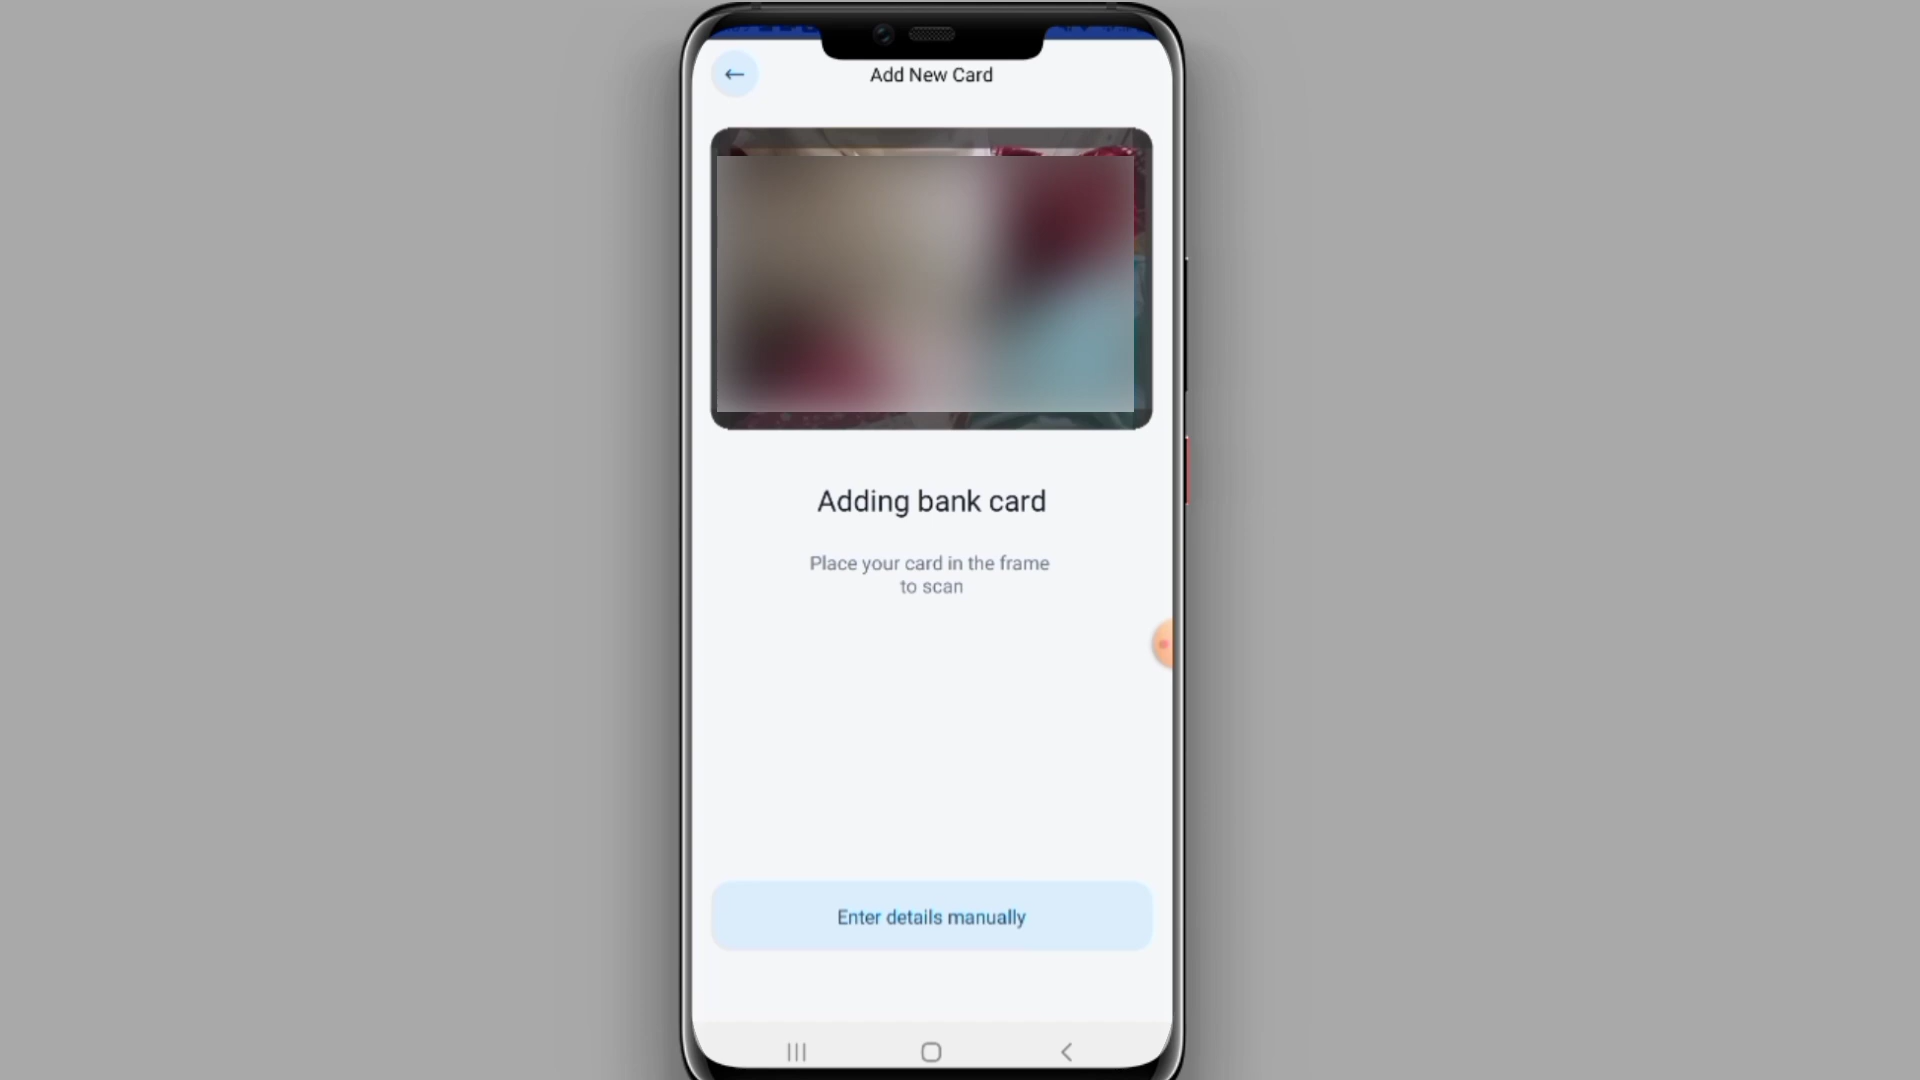 Add New Card
Adding bank card
Place your card in the frame
to scan
Enter details manually